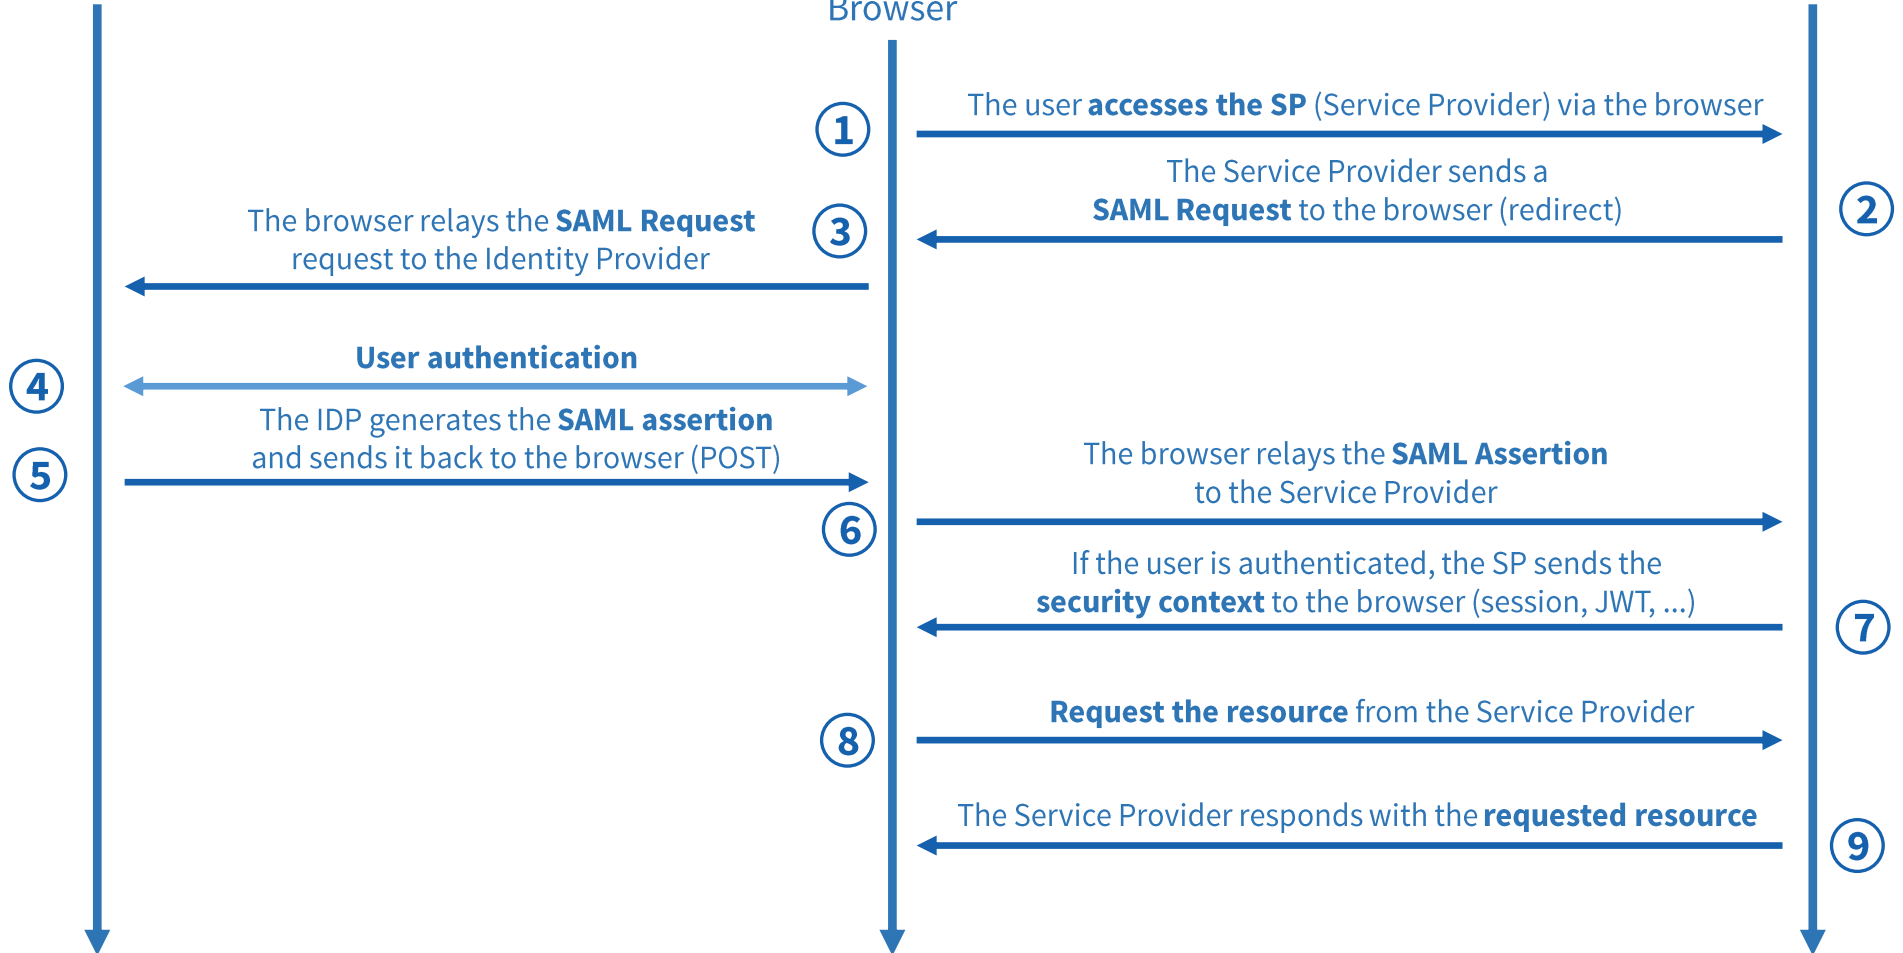 Browser
1
The user accesses the SP (Service Provider) via the browser
The Service Provider sends a
SAML Request to the browser (redirect)
2
The browser relays the SAML Request
request to the Identity Provider
3
User authentication
4
The IDP generates the SAML assertion
and sends it back to the browser (POST)
5
The browser relays the SAML Assertion
to the Service Provider
6
If the user is authenticated, the SP sends the
security context to the browser (session, JWT, ...)
7
Request the resource from the Service Provider
8
The Service Provider responds with the requested resource
9